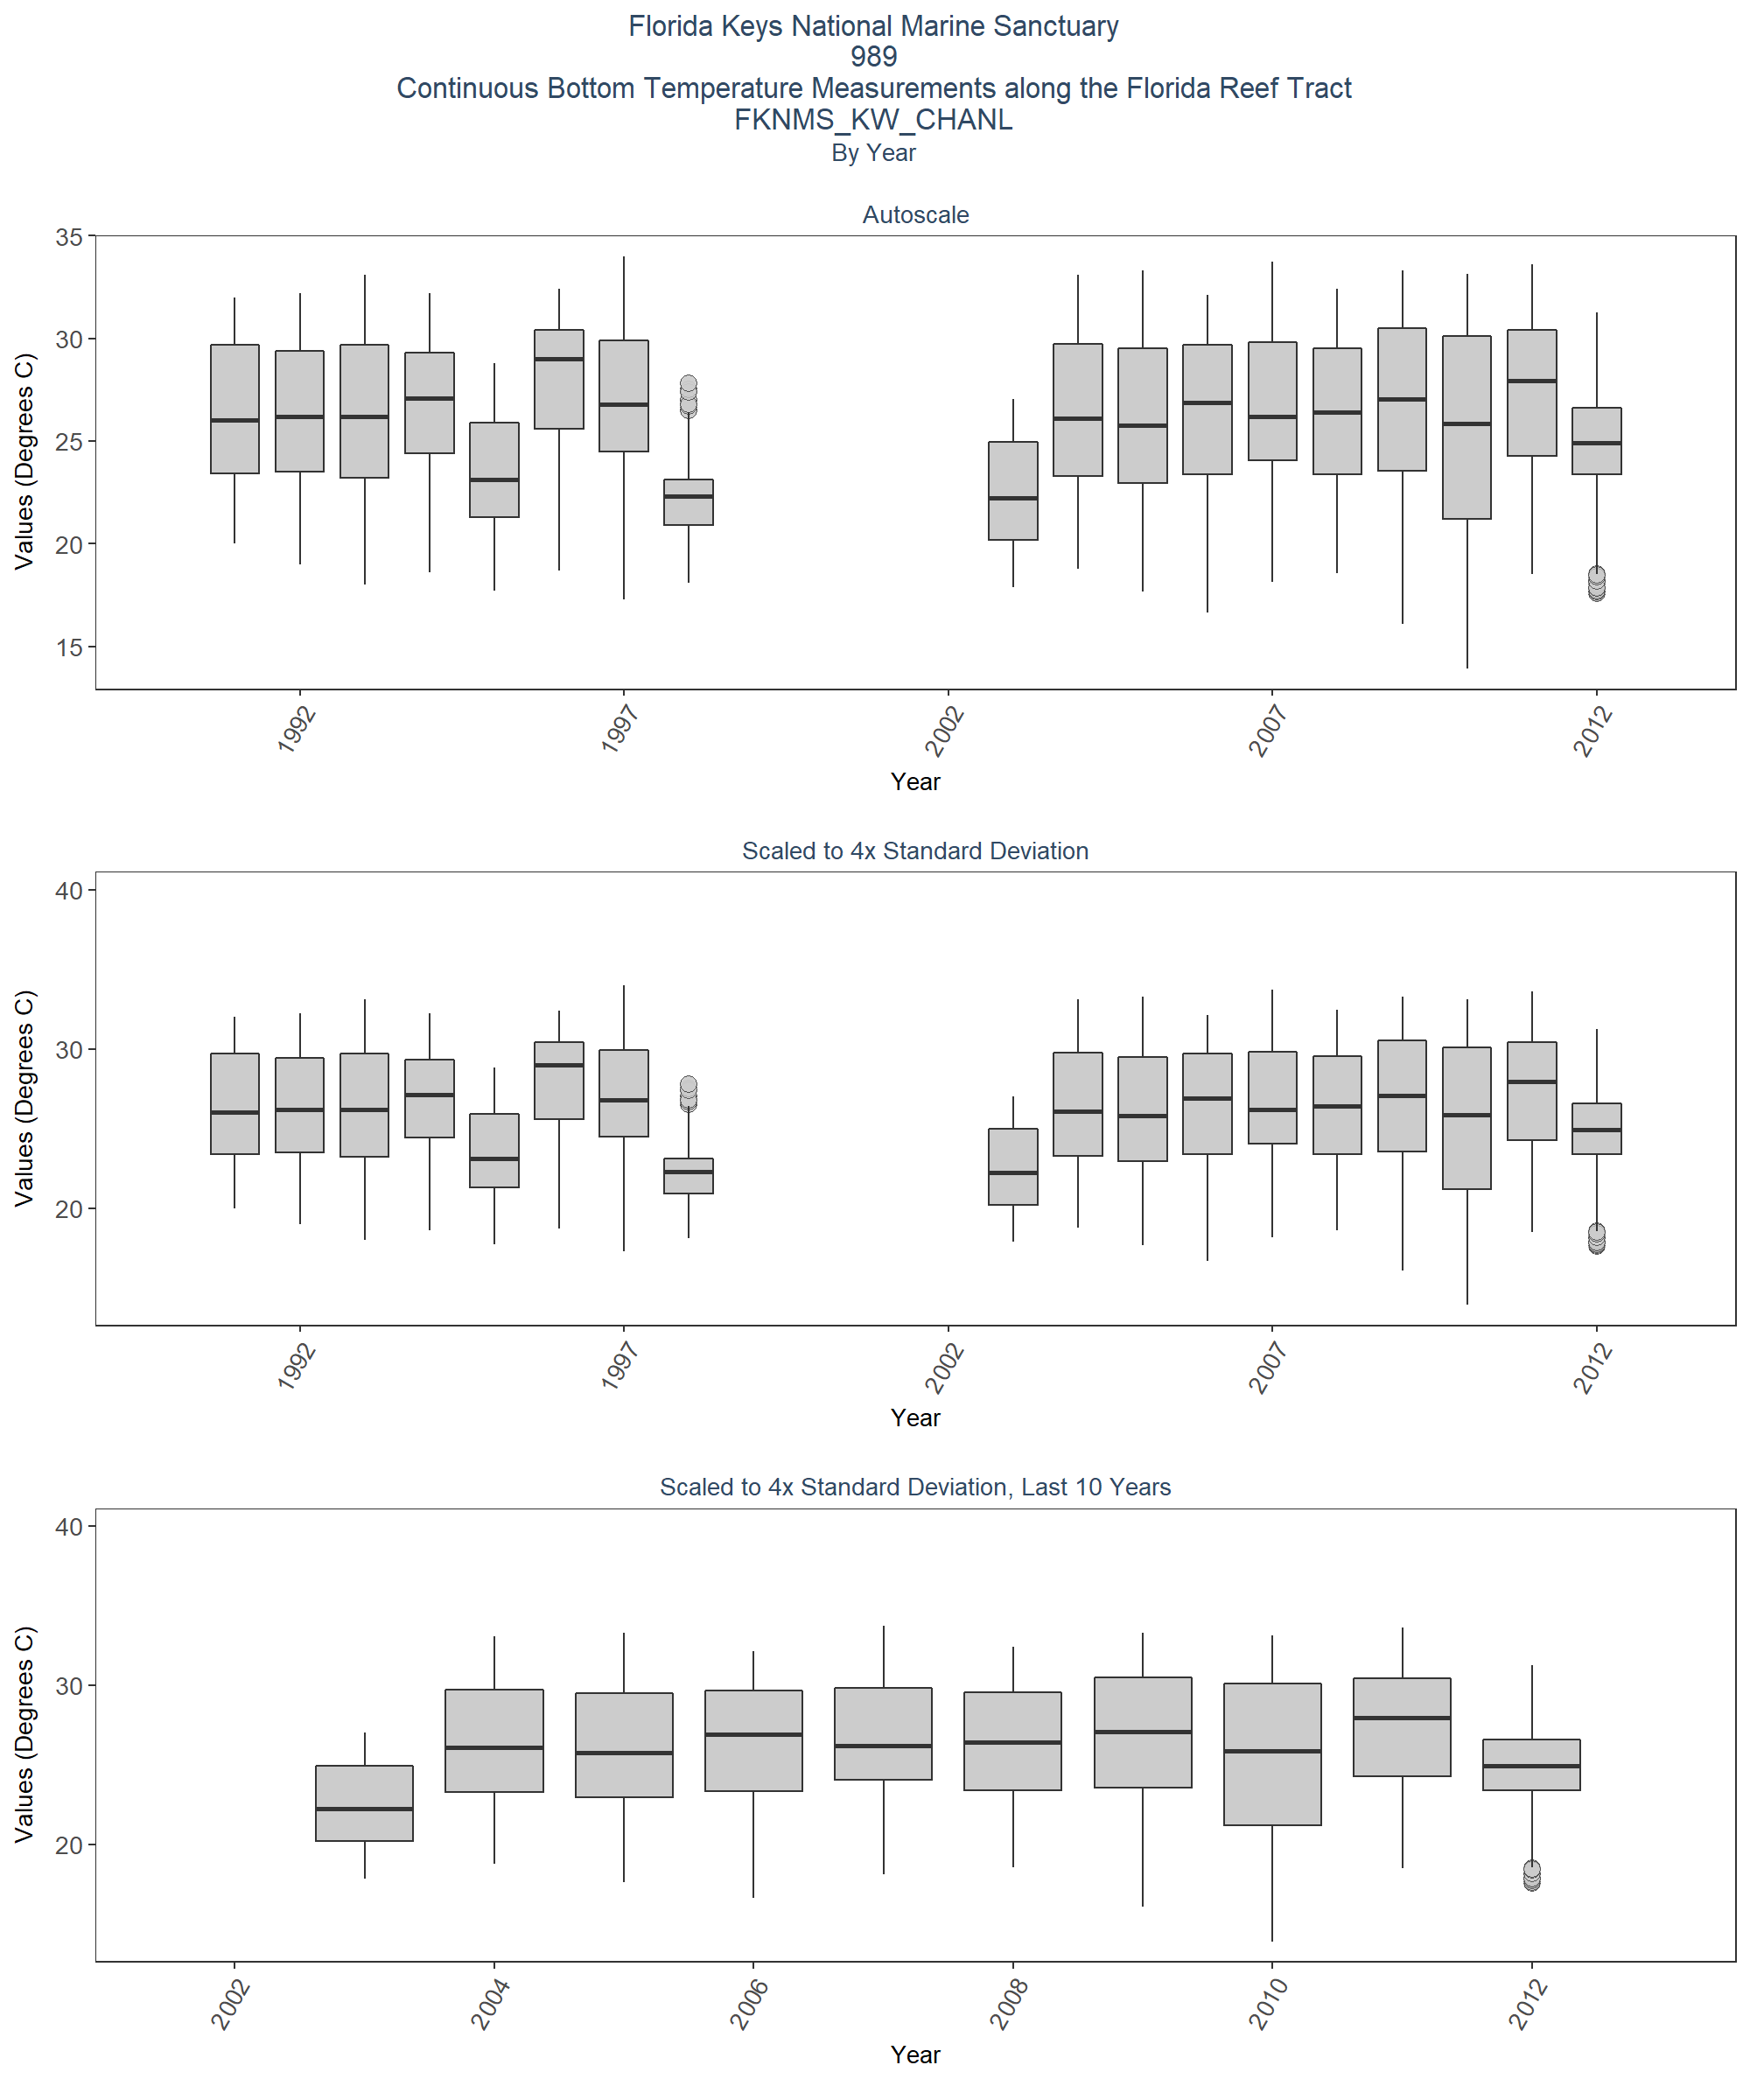 Florida Keys National Marine Sanctuary
989
Continuous Bottom Temperature Measurements along the Florida Reef Tract
FKNMS_KW_CHANL
By Year
Autoscale
Values (Degrees C)
35
30
25
20
15
1992
1997
2002
2007
2012
Year
Scaled to 4x Standard Deviation
Values (Degrees C)
40
30
20
1992
1997
2002
2007
2012
Year
Scaled to 4x Standard Deviation, Last 10 Years
Values (Degrees C)
40
30
20
2002
2004
2006
2008
2010
2012
Year